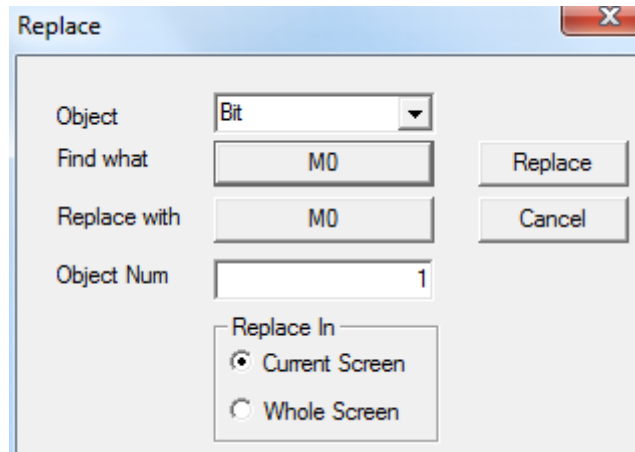 Replace
Object Bit
Find what M0 Replace
Replace with M0 Cancel
Object Num 1
Replace In
Current Screen
Whole Screen